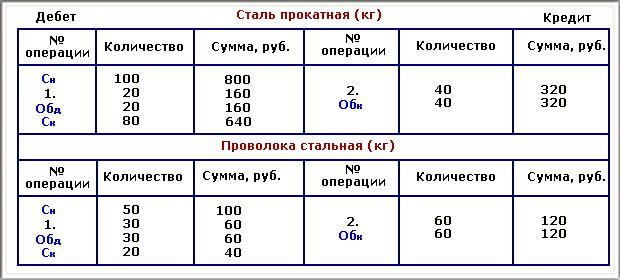 Дебет Сталь прокатная (кг) Кредит
№ операции Количество Сумма, руб. № операции Количество Сумма, руб.
Сн 100 800
1. 20 160 2. 40 320
Обд 20 160 Обк 40 320
Ск 80 640
Проволока стальная (кг)
№ операции Количество Сумма, руб. № операции Количество Сумма, руб.
Сн 50 100
1. 30 60 2. 60 120
Обд 30 60 Обк 60 120
Ск 20 40